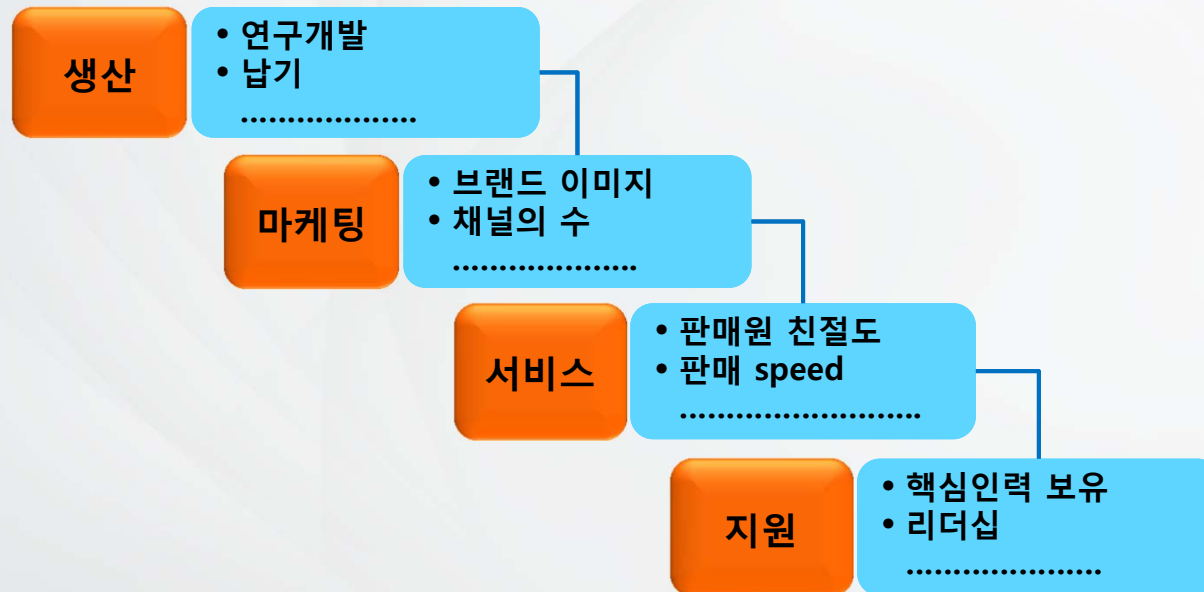 생산
• 연구개발
• 납기
...................
마케팅
• 브랜드 이미지
• 채널의 수
....................
서비스
• 판매원 친절도
• 판매 speed
..........................
지원
• 핵심인력 보유
• 리더십
.....................